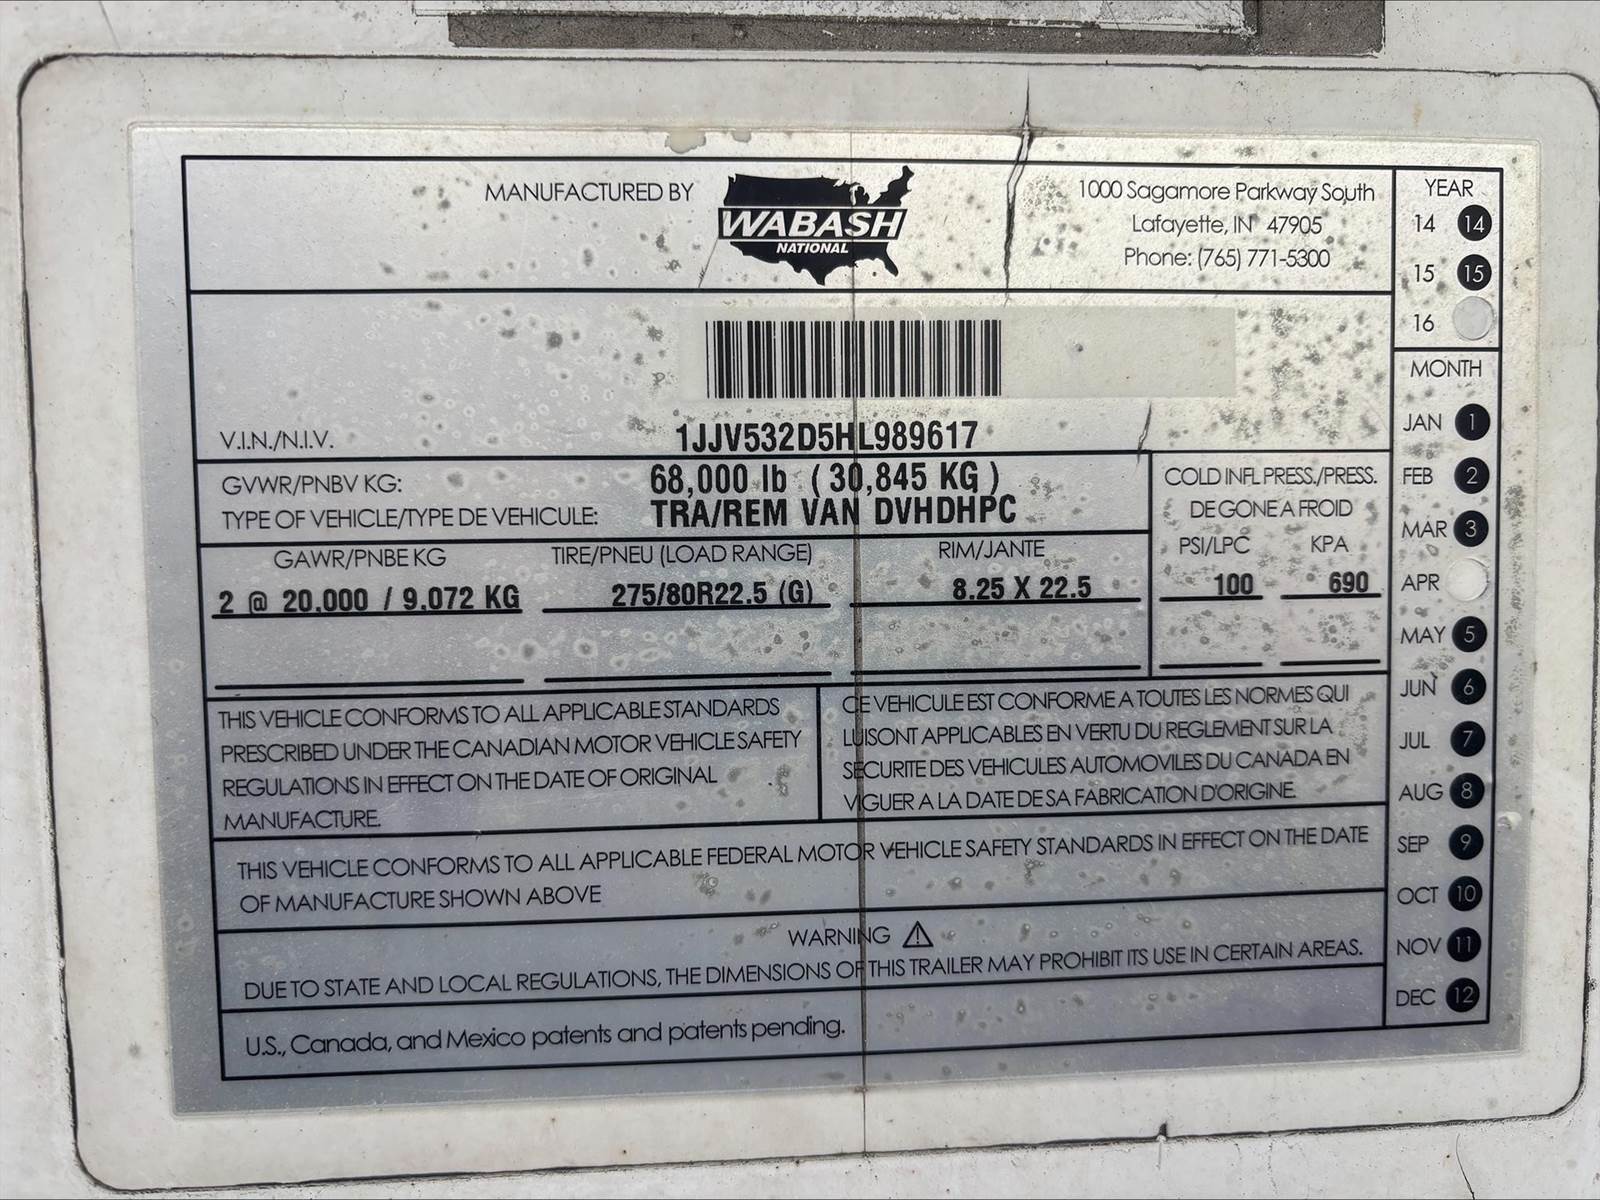 MANUFACTURED BY
WABASH
NATIONAL
1000 Sagamore Parkway South
Lafayette, IN 47905
Phone: (765) 771-5300
YEAR
14 14
15 15
16
V.I.N./N.I.V. 1JJV532D5HL989617
GVWR/PNBV KG: 68,000 lb (30,845 KG)
TYPE OF VEHICLE/TYPE DE VEHICULE: TRA/REM VAN DVHDHPC
COLD INFL PRESS./PRESS.
DE GONE A FROID
PSI/LPC KPA
GAWR/PNBE KG TIRE/PNEU (LOAD RANGE) RIM/JANTE
2 @ 20,000 / 9,072 KG 275/80R22.5 (G) 8.25 X 22.5 100 690
THIS VEHICLE CONFORMS TO ALL APPLICABLE STANDARDS
PRESCRIBED UNDER THE CANADIAN MOTOR VEHICLE SAFETY
REGULATIONS IN EFFECT ON THE DATE OF ORIGINAL
MANUFACTURE.
CE VEHICULE EST CONFORME A TOUTES LES NORMES QUI
LUISONT APPLICABLES EN VERTU DU REGLEMENT SUR LA
SECURITE DES VEHICULES AUTOMOVILES DU CANADA EN
VIGUER A LA DATE DE SA FABRICATION D'ORIGINE.
THIS VEHICLE CONFORMS TO ALL APPLICABLE FEDERAL MOTOR VEHICLE SAFETY STANDARDS IN EFFECT ON THE DATE
OF MANUFACTURE SHOWN ABOVE
WARNING
DUE TO STATE AND LOCAL REGULATIONS, THE DIMENSIONS OF THIS TRAILER MAY PROHIBIT ITS USE IN CERTAIN AREAS.
U.S., Canada, and Mexico patents and patents pending.
MONTH
JAN 1
FEB 2
MAR 3
APR
MAY 5
JUN 6
JUL 7
AUG 8
SEP 9
OCT 10
NOV 11
DEC 12